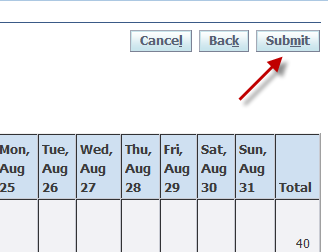 Cancel Back Submit
Mon, Tue, Wed, Thu, Fri, Sat, Sun,
Aug Aug Aug Aug Aug Aug Aug
25 26 27 28 29 30 31 Total
40